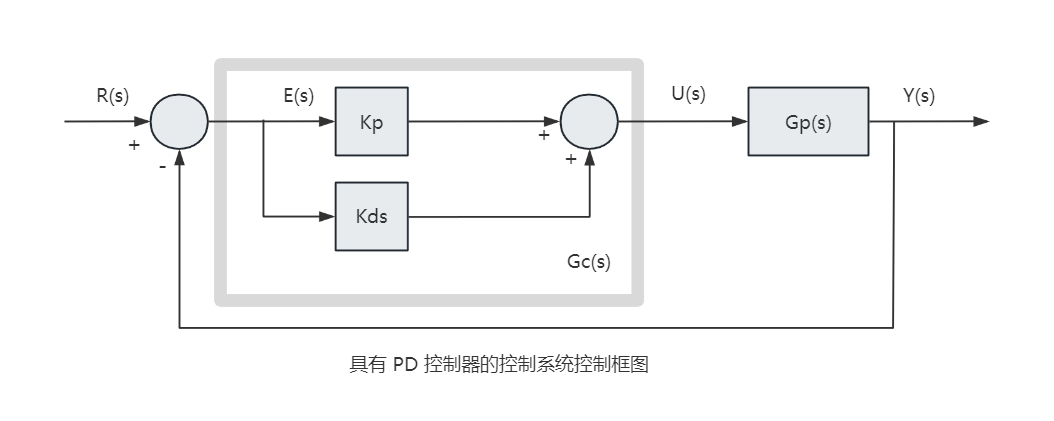 R(s)
E(s)
U(s)
Y(s)
Kp
Gp(s)
+
-
+
+
Kds
Gc(s)
具有 PD 控制器的控制系统控制框图